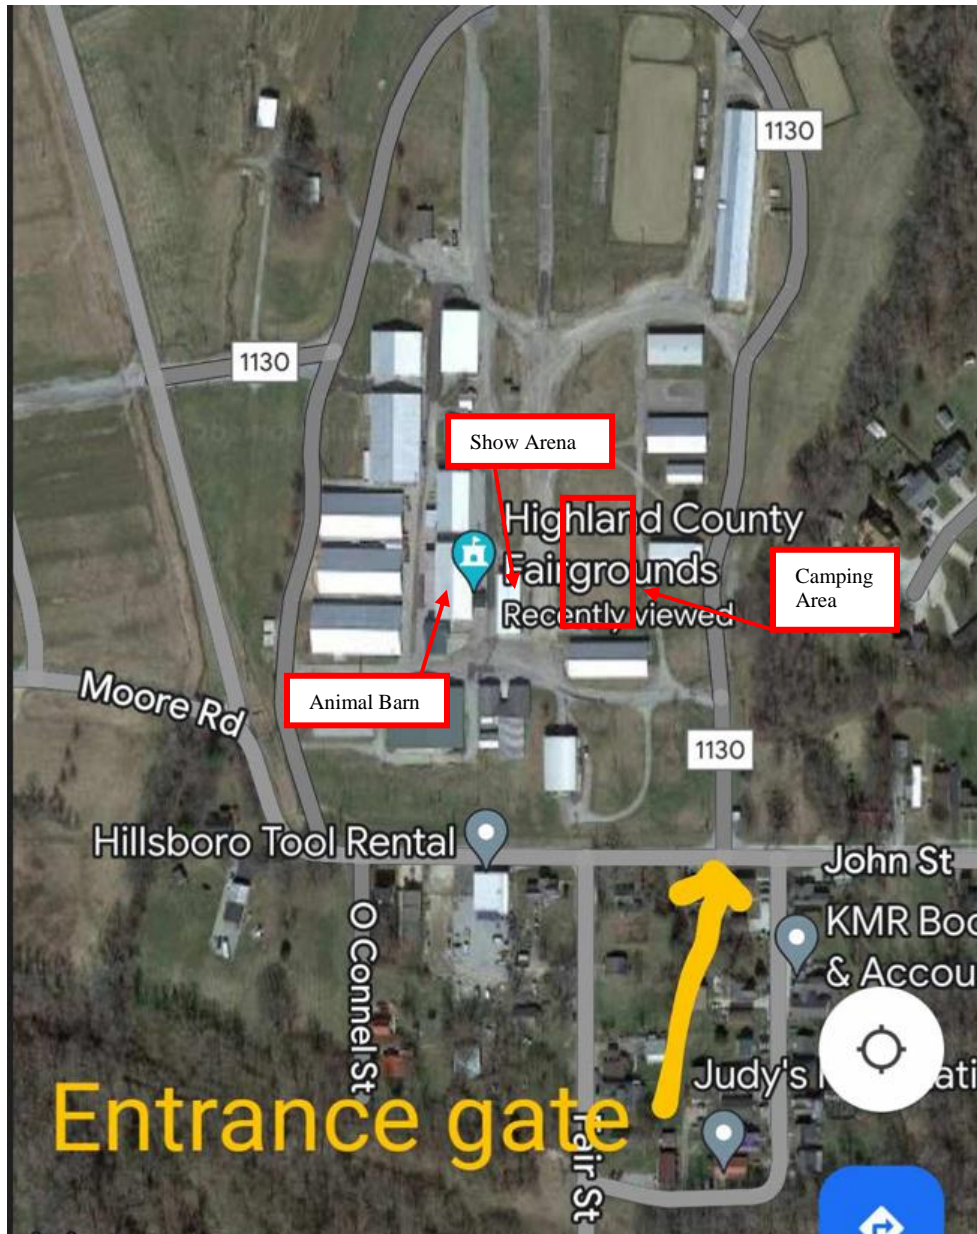 1130
1130
Show Arena
Highland County
Fairgrounds
Recently viewed
Camping
Area
Animal Barn
Moore Rd
1130
Hillsboro Tool Rental
John St
KMR Boo
& Accou
O Connel St
Judy's
ati
Entrance gate
Fair St